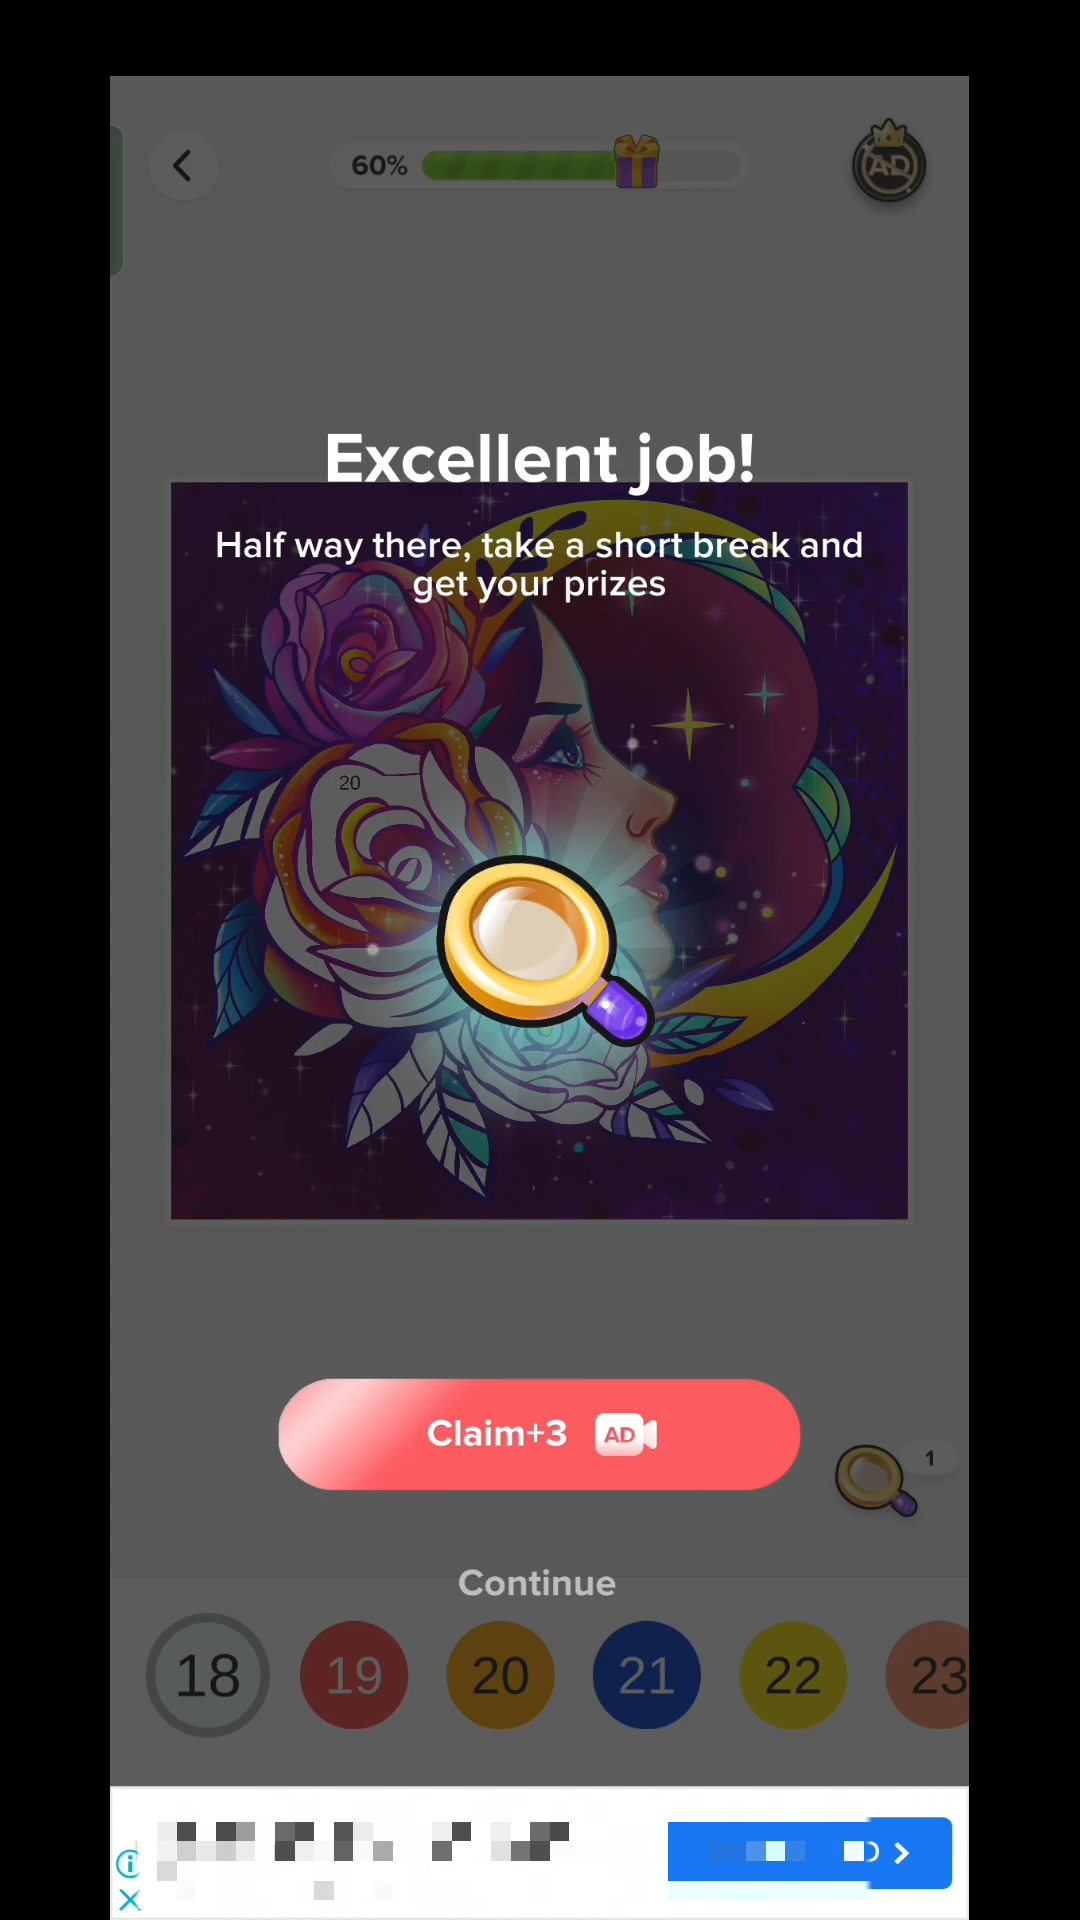 60%
AD
Excellent job!
Half way there, take a short break and
get your prizes
20
Claim+3 AD
1
Continue
18 19 20 21 22 23